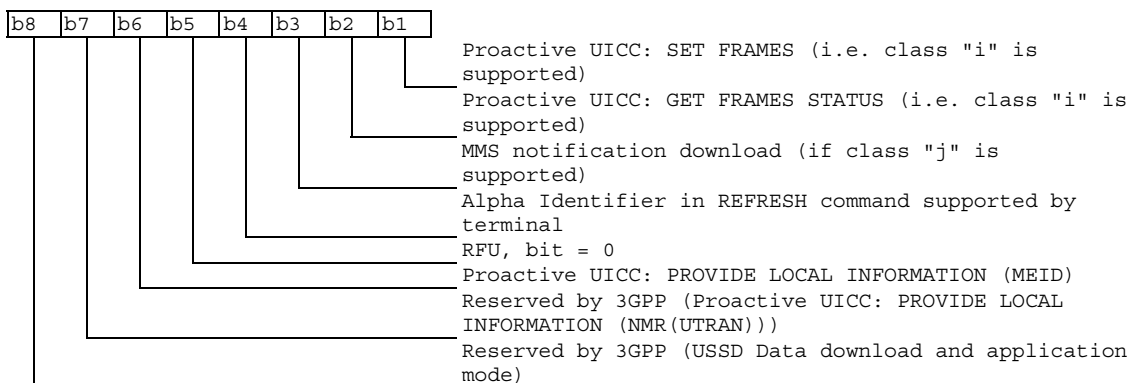 b8 b7 b6 b5 b4 b3 b2 b1
Proactive UICC: SET FRAMES (i.e. class "i" is
supported)
Proactive UICC: GET FRAMES STATUS (i.e. class "i" is
supported)
MMS notification download (if class "j" is
supported)
Alpha Identifier in REFRESH command supported by
terminal
RFU, bit = 0
Proactive UICC: PROVIDE LOCAL INFORMATION (MEID)
Reserved by 3GPP (Proactive UICC: PROVIDE LOCAL
INFORMATION (NMR(UTRAN)))
Reserved by 3GPP (USSD Data download and application
mode)